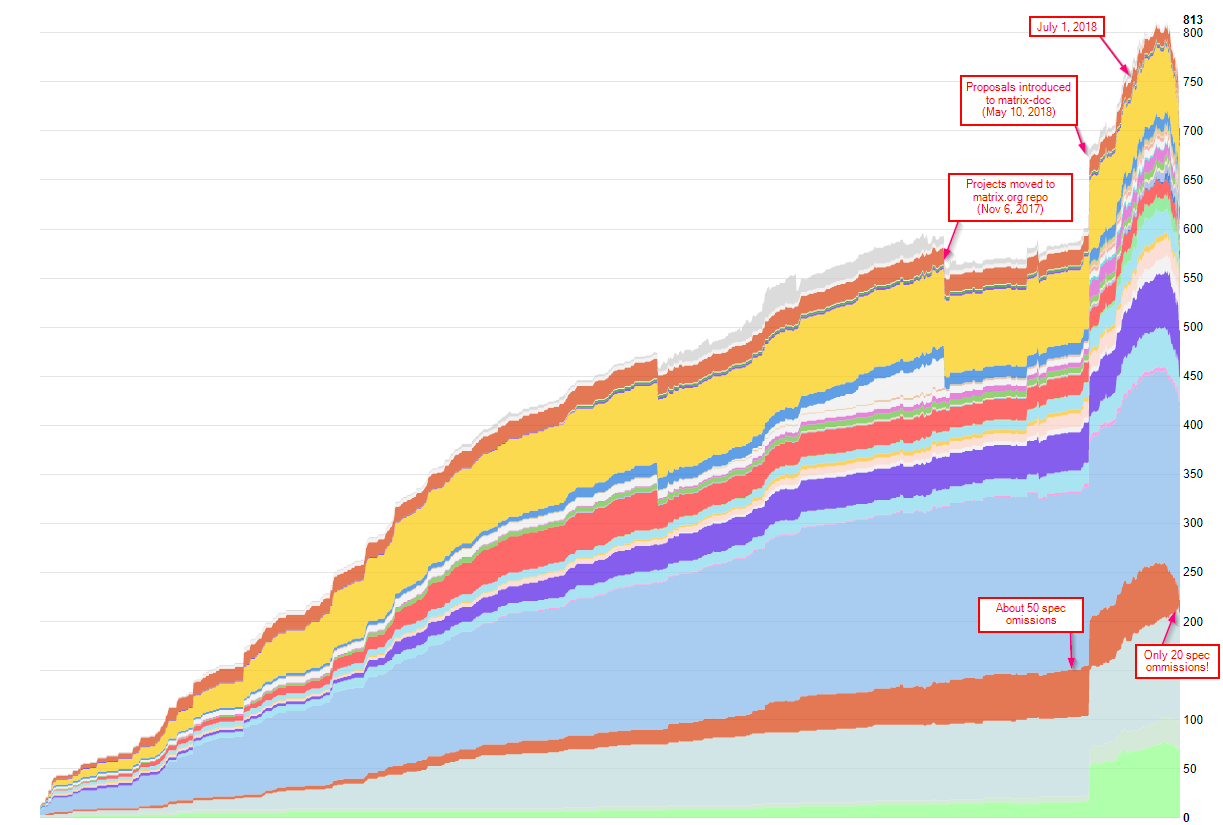 813
800
July 1, 2018
750
Proposals introduced
to matrix-doc
(May 10, 2018)
700
650
Projects moved to
matrix.org repo
(Nov 6, 2017)
600
550
500
450
400
350
300
250
About 50 spec
omissions
200
Only 20 spec
ommissions!
100
50
0